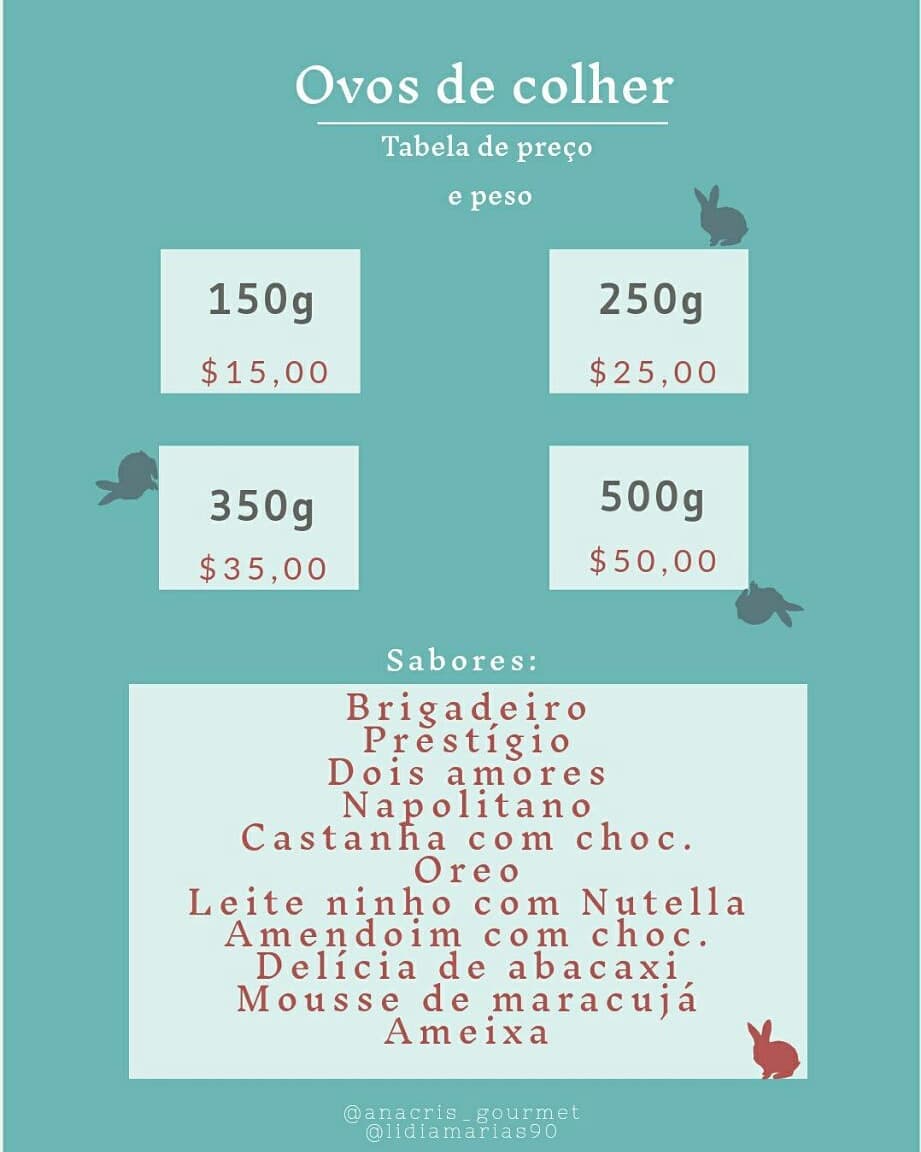 Ovos de colher
Tabela de preço
e peso
150g
$15,00
250g
$25,00
350g
$35,00
500g
$50,00
Sabores:
Brigadeiro
Prestígio
Dois amores
Napolitano
Castanha com choc.
Oreo
Leite ninho com Nutella
Amendoim com choc.
Delícia de abacaxi
Mousse de maracujá
Ameixa
@anacris_gourmet
@lidiamarias90